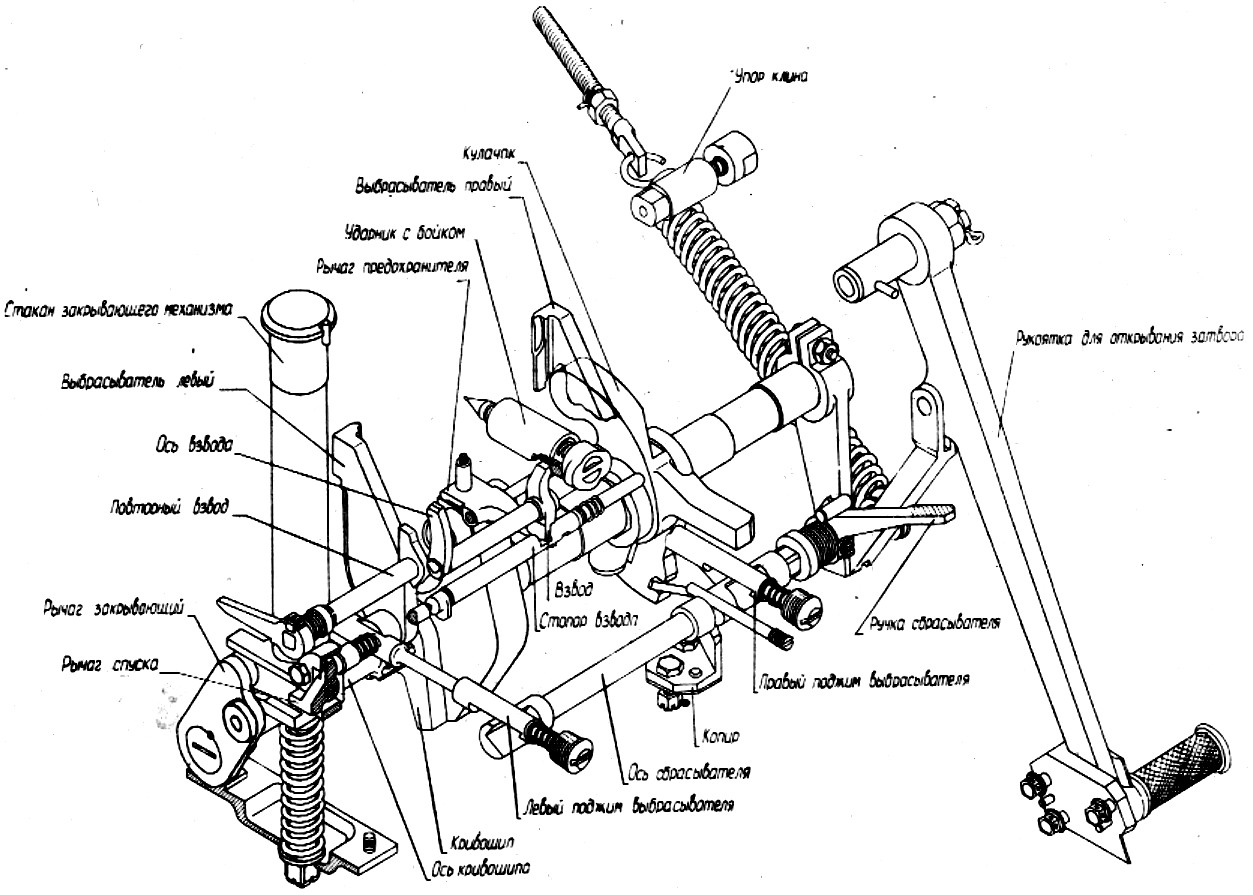 Упор клина
Кулачок
Выбрасыватель правый
Ударник с бойком
Рычаг предохранителя
Стакан закрывающего механизма
Рукоятка для открывания затвора
Выбрасыватель левый
Ось взвода
Повторный взвод
Взвод
Рычаг закрывающий
Стопор взвода
Ручка сбрасывателя
Рычаг спуска
Правый поджим выбрасывателя
Копир
Ось сбрасывателя
Левый поджим выбрасывателя
Кривошип
Ось кривошипа